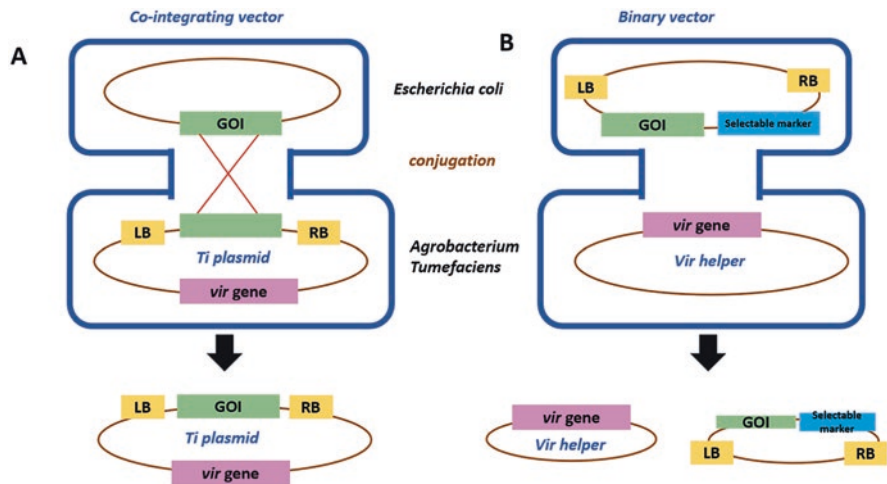 Co-integrating vector
Binary vector
A
B
Escherichia coli
GOI
LB
RB
GOI
Selectable marker
conjugation
LB
RB
Ti plasmid
vir gene
Agrobacterium
Tumefaciens
vir gene
Vir helper
LB
GOI
RB
Ti plasmid
vir gene
vir gene
Vir helper
GOI
Selectable
marker
LB
RB